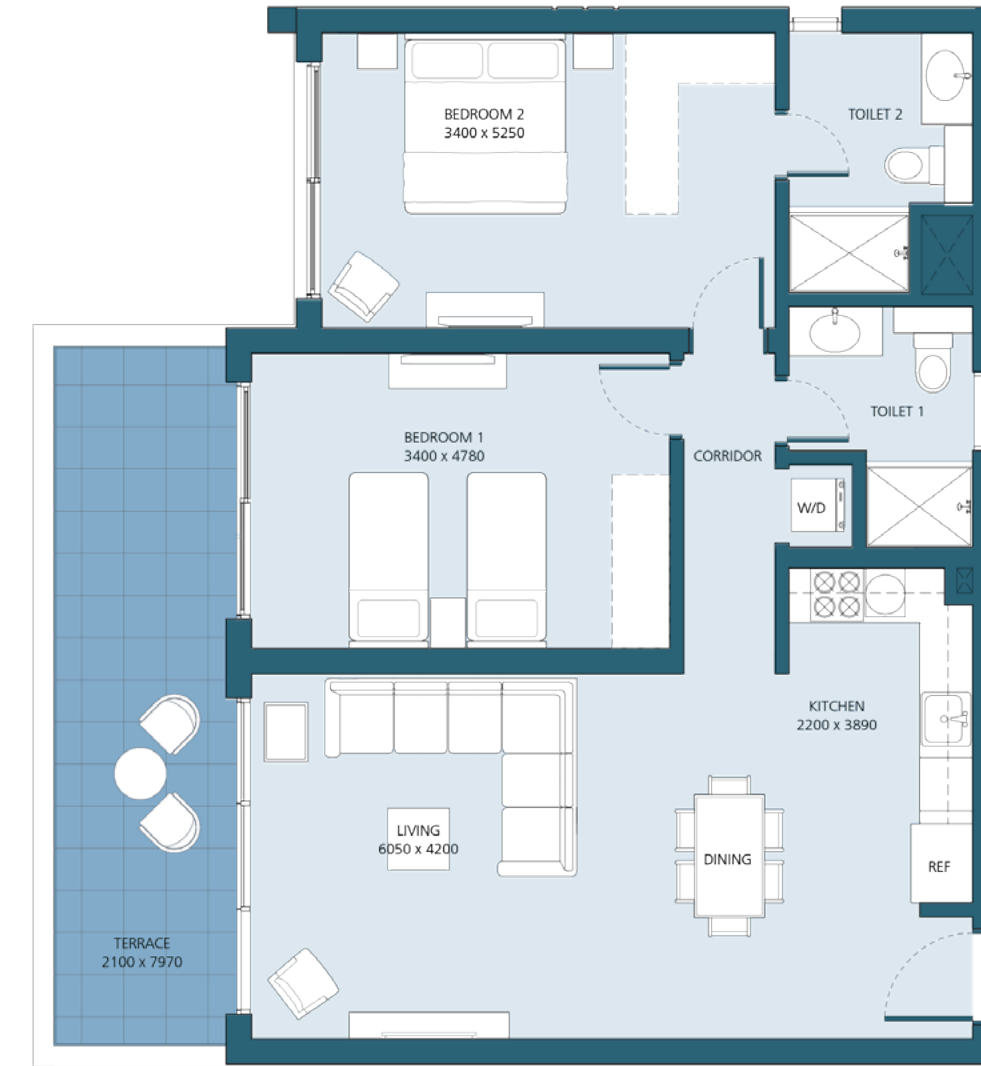 BEDROOM 2
3400 x 5250
TOILET 2
TOILET 1
BEDROOM 1
3400 x 4780
CORRIDOR
W/D
KITCHEN
2200 x 3890
LIVING
6050 x 4200
DINING
REF
TERRACE
2100 x 7970